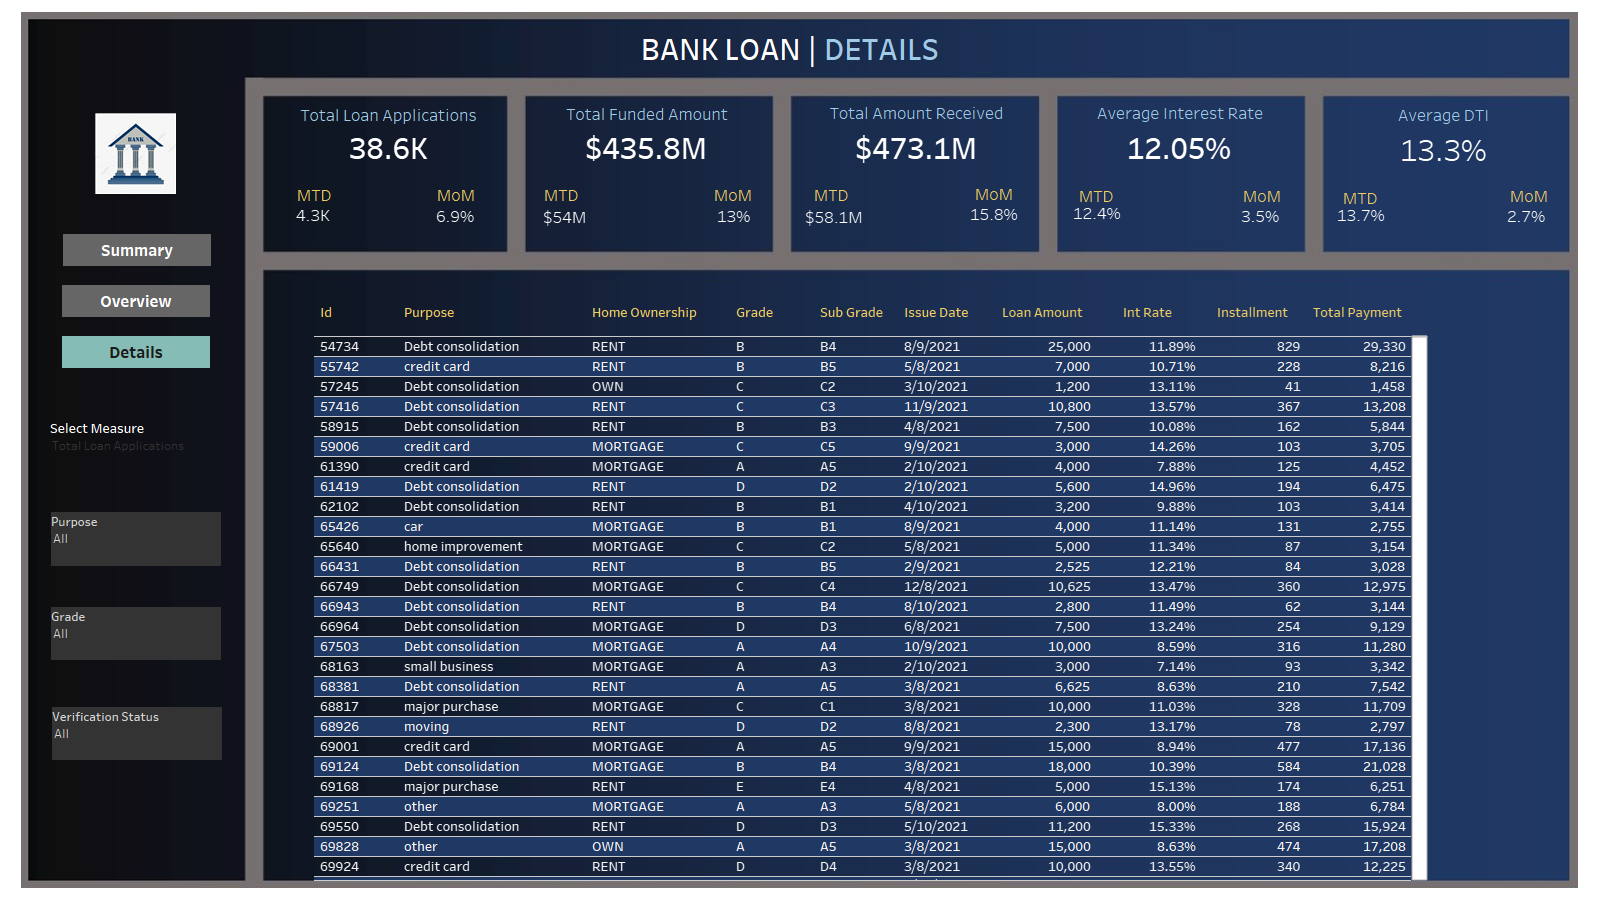 BANK LOAN | DETAILS
BANK
Summary
Overview
Details
Select Measure
Total Loan Applications
Purpose
All
Grade
All
Verification Status
All
Total Loan Applications
38.6K
MTD MoM
4.3K 6.9%
Total Funded Amount
$435.8M
MTD MoM
$54M 13%
Total Amount Received
$473.1M
MTD MoM
$58.1M 15.8%
Average Interest Rate
12.05%
MTD MoM
12.4% 3.5%
Average DTI
13.3%
MTD MoM
13.7% 2.7%
Id Purpose Home Ownership Grade Sub Grade Issue Date Loan Amount Int Rate Installment Total Payment
54734 Debt consolidation RENT B B4 8/9/2021 25,000 11.89% 829 29,330
55742 credit card RENT B B5 5/8/2021 7,000 10.71% 228 8,216
57245 Debt consolidation OWN C C2 3/10/2021 1,200 13.11% 41 1,458
57416 Debt consolidation RENT C C3 11/9/2021 10,800 13.57% 367 13,208
58915 Debt consolidation RENT B B3 4/8/2021 7,500 10.08% 162 5,844
59006 credit card MORTGAGE C C5 9/9/2021 3,000 14.26% 103 3,705
61390 credit card MORTGAGE A A5 2/10/2021 4,000 7.88% 125 4,452
61419 Debt consolidation RENT D D2 2/10/2021 5,600 14.96% 194 6,475
62102 Debt consolidation RENT B B1 4/10/2021 3,200 9.88% 103 3,414
65426 car MORTGAGE B B1 8/9/2021 4,000 11.14% 131 2,755
65640 home improvement MORTGAGE C C2 5/8/2021 5,000 11.34% 87 3,154
66431 Debt consolidation RENT B B5 2/9/2021 2,525 12.21% 84 3,028
66749 Debt consolidation MORTGAGE C C4 12/8/2021 10,625 13.47% 360 12,975
66943 Debt consolidation RENT B B4 8/10/2021 2,800 11.49% 62 3,144
66964 Debt consolidation MORTGAGE D D3 6/8/2021 7,500 13.24% 254 9,129
67503 Debt consolidation MORTGAGE A A4 10/9/2021 10,000 8.59% 316 11,280
68163 small business MORTGAGE A A3 2/10/2021 3,000 7.14% 93 3,342
68381 Debt consolidation RENT A A5 3/8/2021 6,625 8.63% 210 7,542
68817 major purchase MORTGAGE C C1 3/8/2021 10,000 11.03% 328 11,709
68926 moving RENT D D2 8/8/2021 2,300 13.17% 78 2,797
69001 credit card MORTGAGE A A5 9/9/2021 15,000 8.94% 477 17,136
69124 Debt consolidation MORTGAGE B B4 3/8/2021 18,000 10.39% 584 21,028
69168 major purchase RENT E E4 4/8/2021 5,000 15.13% 174 6,251
69251 other MORTGAGE A A3 5/8/2021 6,000 8.00% 188 6,784
69550 Debt consolidation RENT D D3 5/10/2021 11,200 15.33% 268 15,924
69828 other OWN A A5 3/8/2021 15,000 8.63% 474 17,208
69924 credit card RENT D D4 3/8/2021 10,000 13.55% 340 12,225